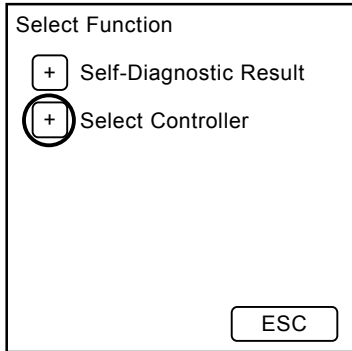 Select Function
+ Self-Diagnostic Result
+ Select Controller
ESC